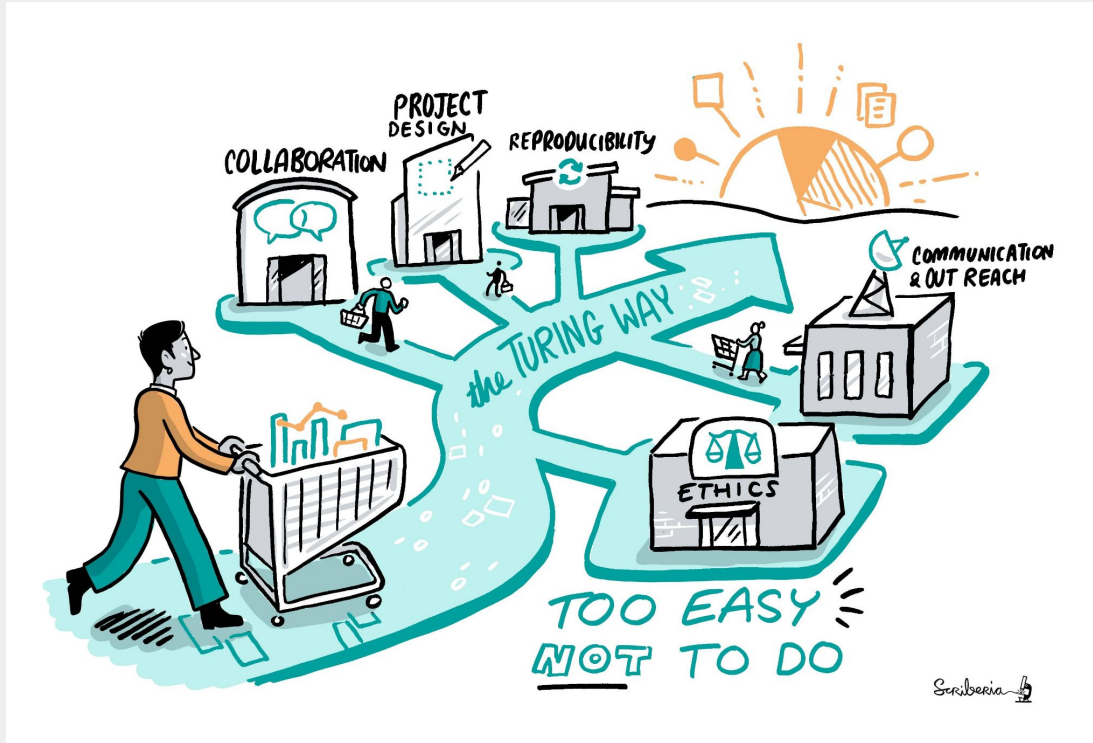 COLLABORATION
PROJECT
DESIGN
REPRODUCIBILITY
COMMUNICATION
& OUT REACH
the TURING WAY
ETHICS
TOO EASY
NOT TO DO
Scriberia